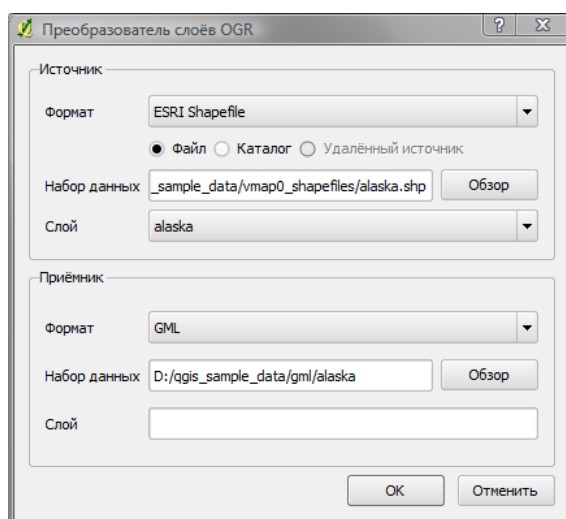 Преобразователь слоёв OGR
Источник
Формат ESRI Shapefile
Файл Каталог Удалённый источник
Набор данных _sample_data/vmap0_shapefiles/alaska.shp Обзор
Слой alaska
Приёмник
Формат GML
Набор данных D:/qgis_sample_data/gml/alaska Обзор
Слой
OK Отменить